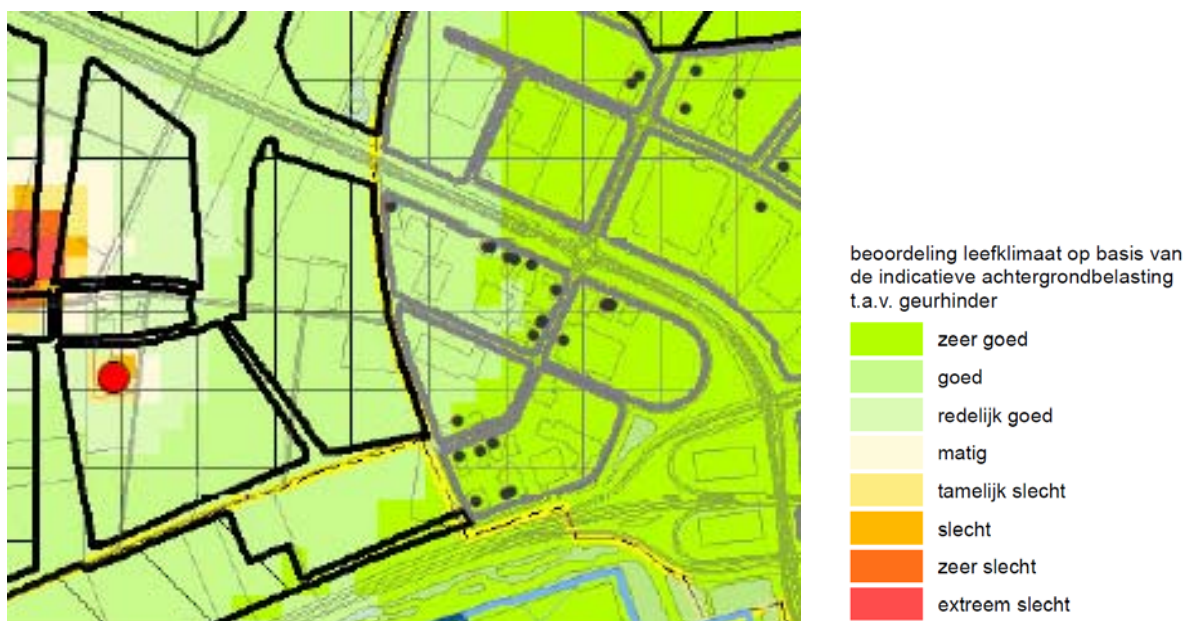 beoordeling leefklimaat op basis van
de indicatieve achtergrondbelasting
t.a.v. geurhinder
zeer goed
goed
redelijk goed
matig
tamelijk slecht
slecht
zeer slecht
extreem slecht